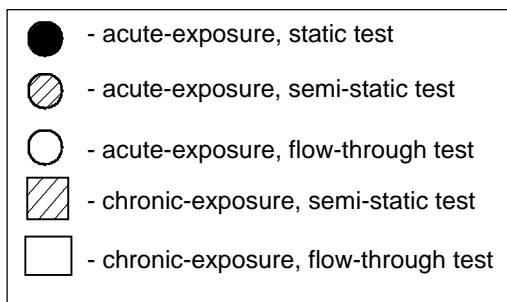 - acute-exposure, static test
- acute-exposure, semi-static test
- acute-exposure, flow-through test
- chronic-exposure, semi-static test
- chronic-exposure, flow-through test